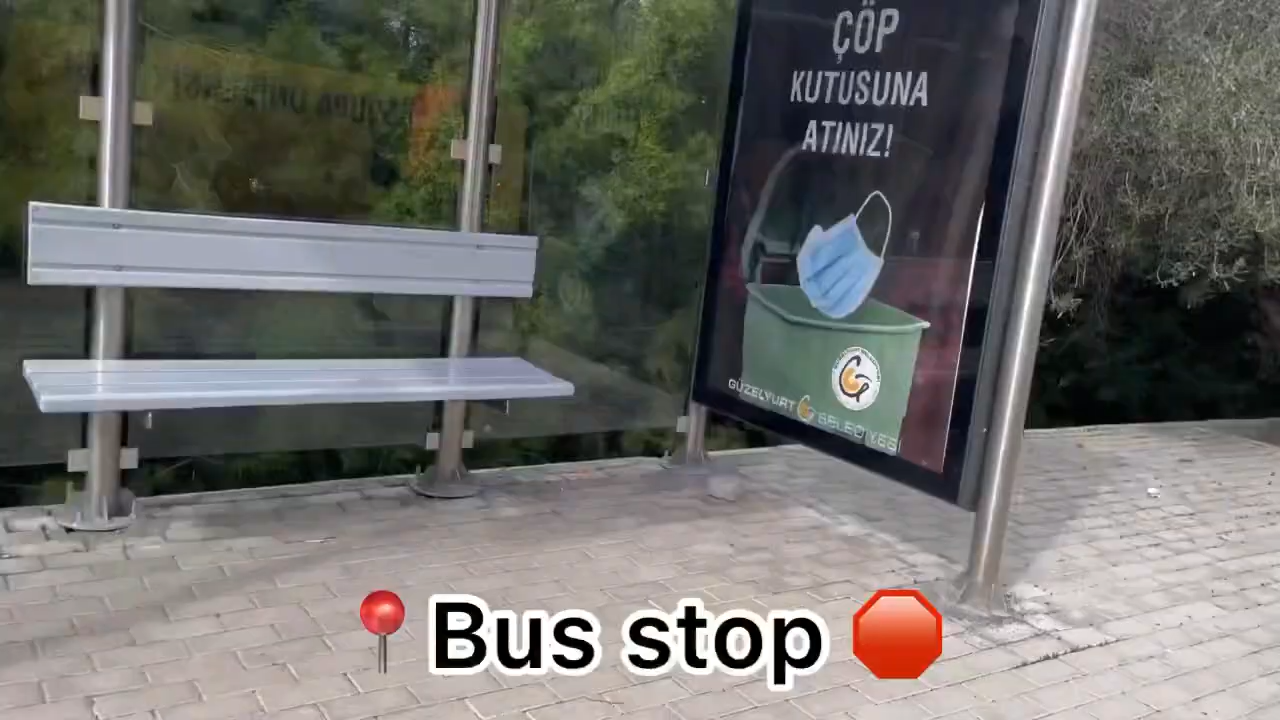 ÇÖP
KUTUSUNA
ATINIZ!
GÜZELYURT BELEDİYESİ
Bus stop